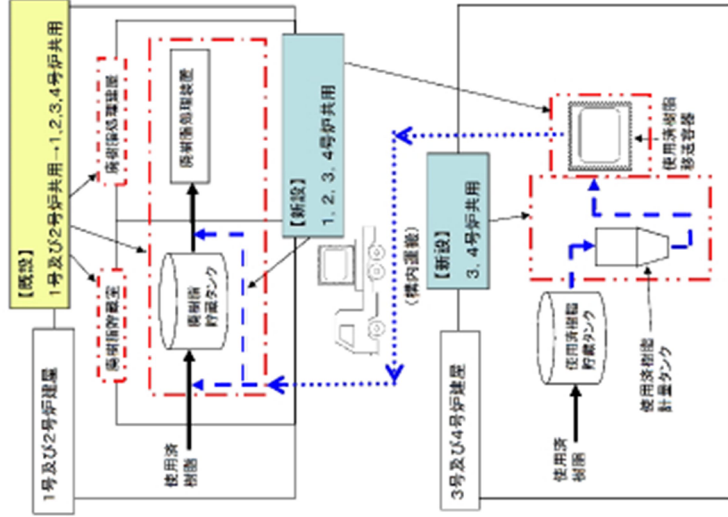 【既設】
1号及び2号炉共用→1,2,3,4号炉共用
1号及び2号炉建屋
廃樹脂貯蔵室
廃樹脂処理建屋
使用済
樹脂
廃樹脂
貯蔵タンク
廃樹脂処理装置
【新設】
1,2,3,4号炉共用
(構内運搬)
【新設】
3,4号炉共用
3号及び4号炉建屋
使用済
樹脂
使用済樹脂
貯蔵タンク
使用済樹脂
計量タンク
使用済樹脂
移送容器